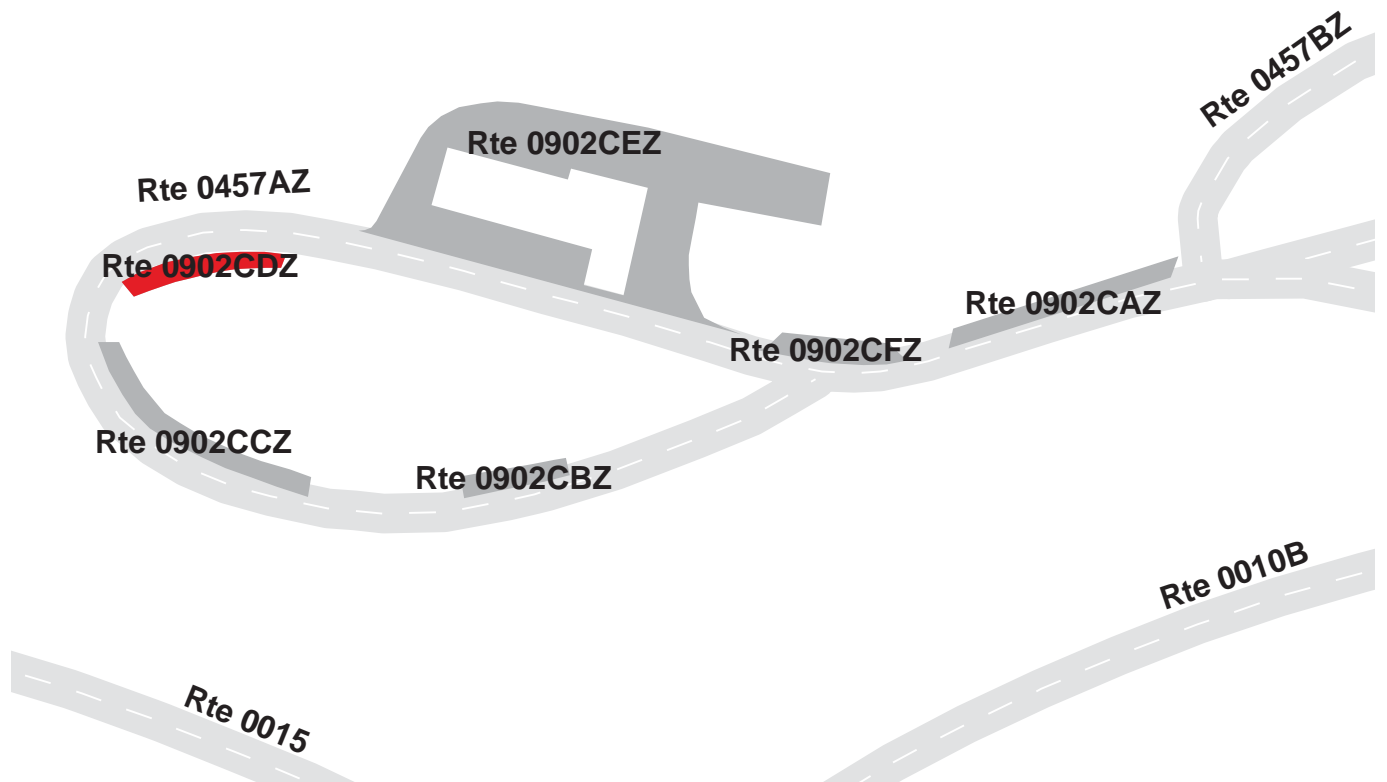 Rte 0457BZ
Rte 0902CEZ
Rte 0457AZ
Rte 0902CDZ
Rte 0902CAZ
Rte 0902CFZ
Rte 0902CCZ
Rte 0902CBZ
Rte 0010B
Rte 0015